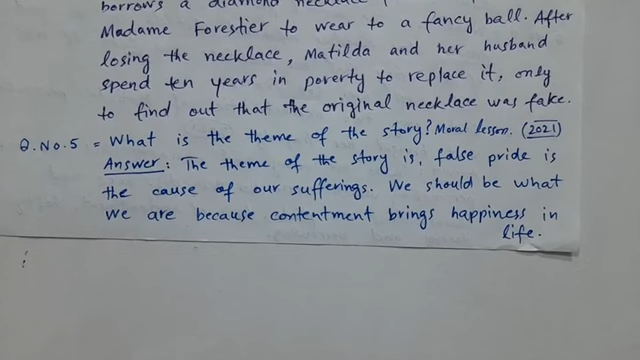 borrows a diamond necklace
Madame Forestier to wear to a fancy ball. After
losing the necklace, Matilda and her husband
spend ten years in poverty to replace it, only
to find out that the original necklace was fake.
Q.No.5 = What is the theme of the story? Moral lesson. (2021)
Answer: The theme of the story is, false pride is
the cause of our sufferings. We should be what
we are because contentment brings happiness in
life.